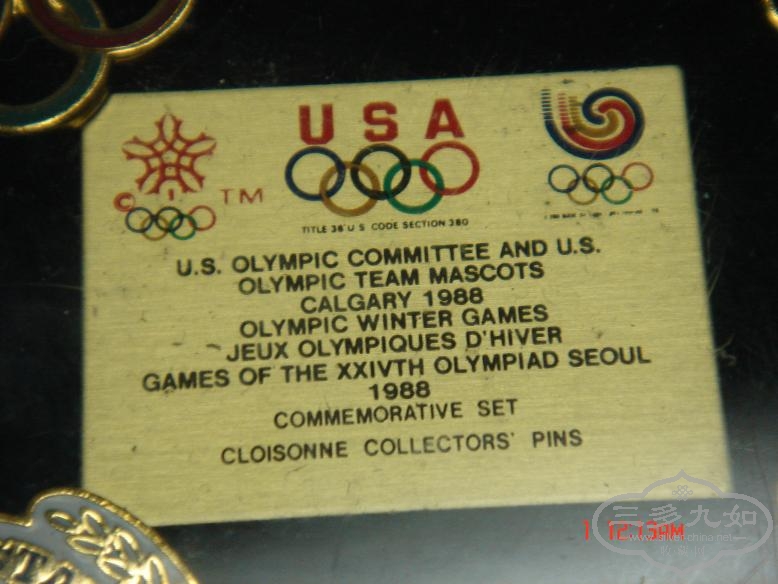 USA
© TM
TITLE 36 U S CODE SECTION 380
U.S. OLYMPIC COMMITTEE AND U.S.
OLYMPIC TEAM MASCOTS
CALGARY 1988
OLYMPIC WINTER GAMES
JEUX OLYMPIQUES D'HIVER
GAMES OF THE XXIVTH OLYMPIAD SEOUL
1988
COMMEMORATIVE SET
CLOISONNE COLLECTORS' PINS
三多九如